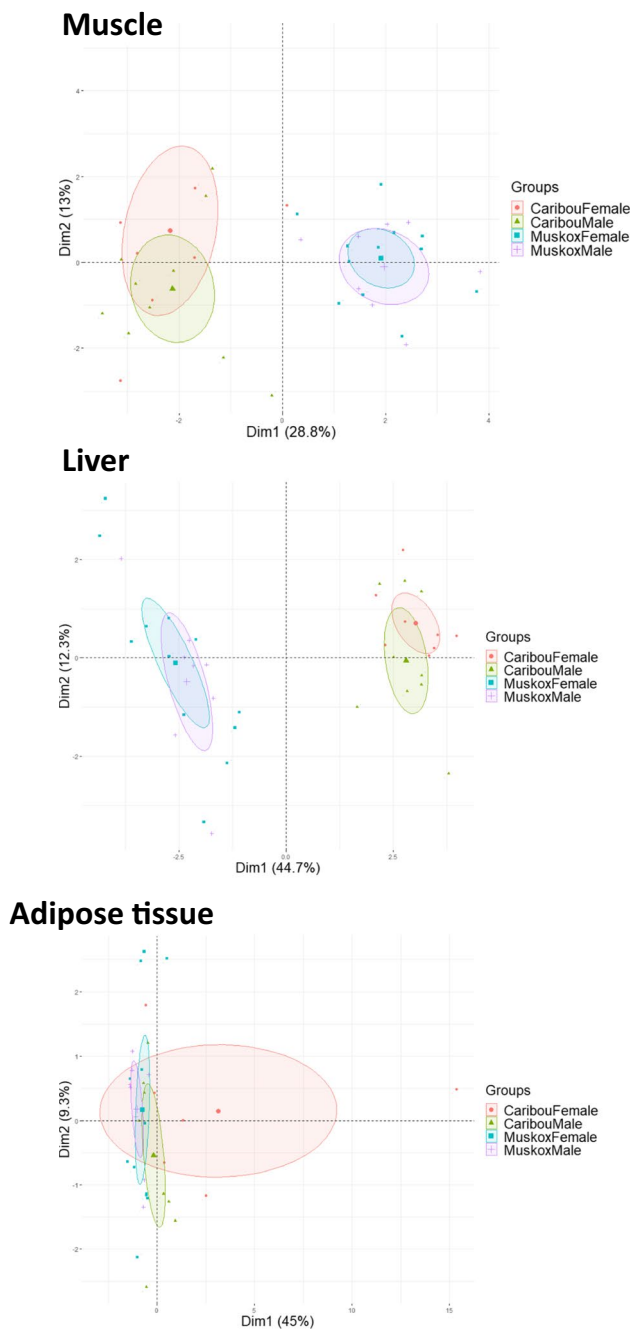 Muscle
4
2
0
-2
Dim2 (13%)
-2
0
2
4
Dim1 (28.8%)
Groups
CaribouFemale
CaribouMale
MuskoxFemale
MuskoxMale
Liver
2
0
-2
Dim2 (12.3%)
-2.5
0.0
2.5
Dim1 (44.7%)
Groups
CaribouFemale
CaribouMale
MuskoxFemale
MuskoxMale
Adipose tissue
2
1
0
-1
-2
Dim2 (9.3%)
0
5
10
15
Dim1 (45%)
Groups
CaribouFemale
CaribouMale
MuskoxFemale
MuskoxMale